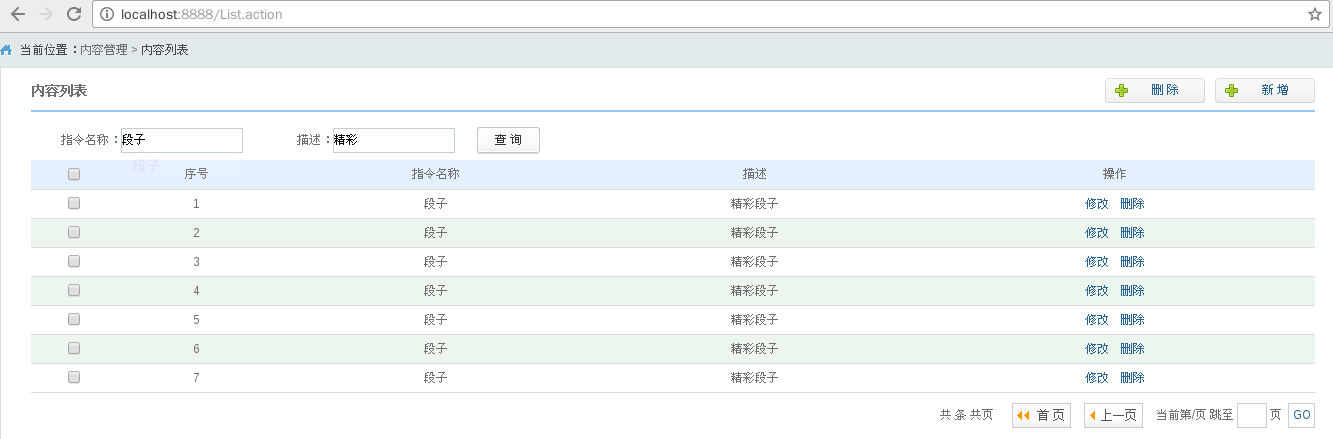 localhost:8888/List.action
当前位置：内容管理 > 内容列表
内容列表 删 除 新 增
指令名称：段子 描述：精彩 查 询
段子
序号 指令名称 描述 操作
1 段子 精彩段子 修改 删除
2 段子 精彩段子 修改 删除
3 段子 精彩段子 修改 删除
4 段子 精彩段子 修改 删除
5 段子 精彩段子 修改 删除
6 段子 精彩段子 修改 删除
7 段子 精彩段子 修改 删除
共 条 共页 首 页 上一页 当前第/页 跳至 页 GO